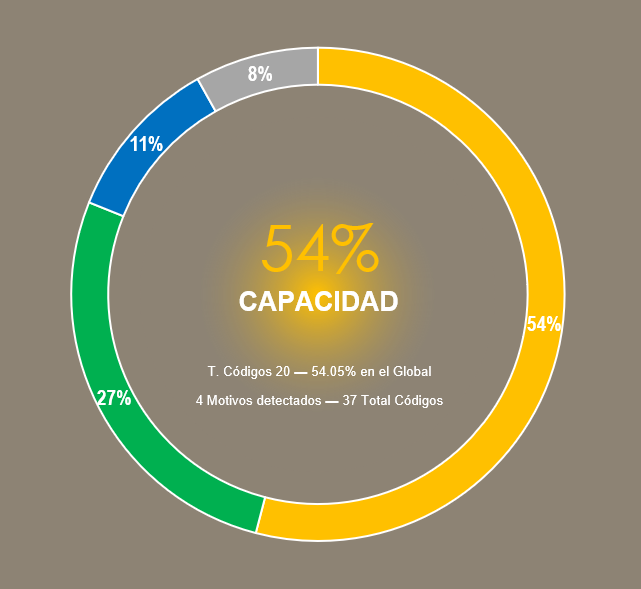 8%
11%
54%
CAPACIDAD
54%
T. Códigos 20 — 54.05% en el Global
27%
4 Motivos detectados — 37 Total Códigos